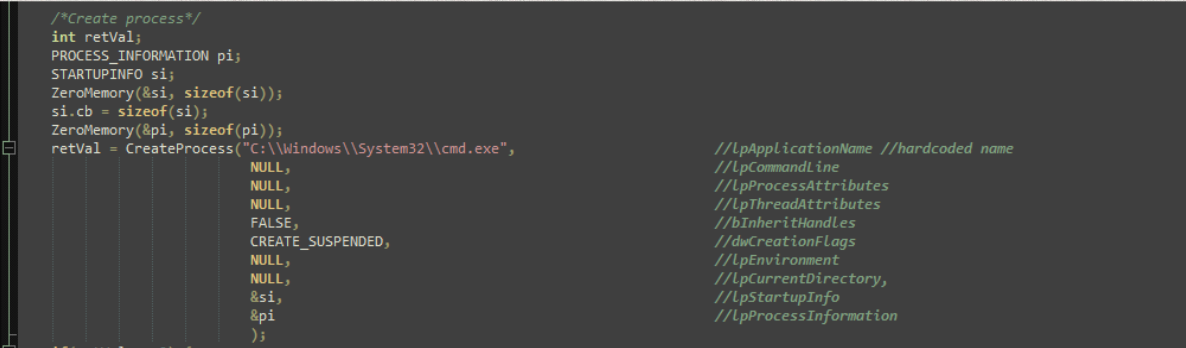 /*Create process*/
int retVal;
PROCESS_INFORMATION pi;
STARTUPINFO si;
ZeroMemory(&si, sizeof(si));
si.cb = sizeof(si);
ZeroMemory(&pi, sizeof(pi));
retVal = CreateProcess("C:\\Windows\\System32\\cmd.exe", //lpApplicationName //hardcoded name
NULL, //lpCommandLine
NULL, //lpProcessAttributes
NULL, //lpThreadAttributes
FALSE, //bInheritHandles
CREATE_SUSPENDED, //dwCreationFlags
NULL, //lpEnvironment
NULL, //lpCurrentDirectory,
&si, //lpStartupInfo
&pi //lpProcessInformation
);